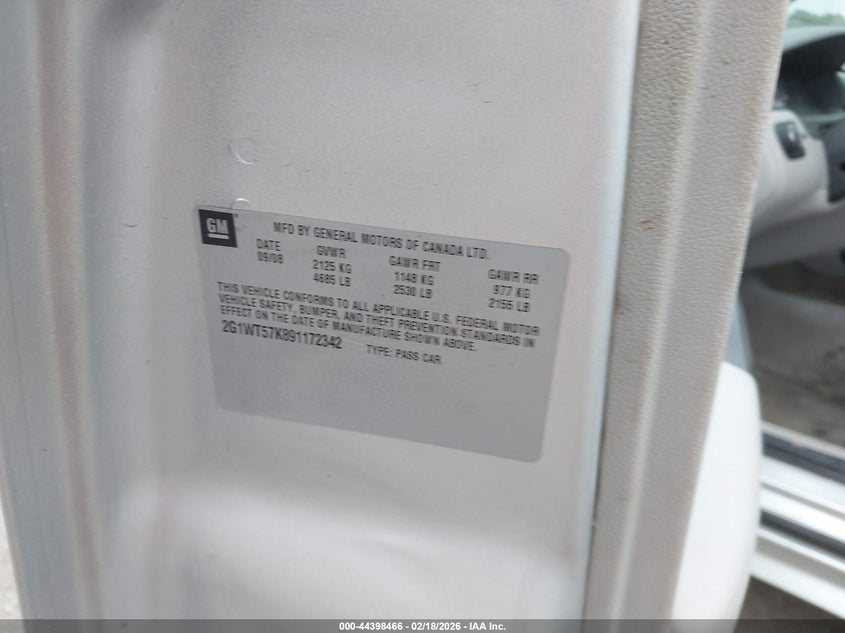 GM
MFD BY GENERAL MOTORS OF CANADA LTD.
DATE GVWR GAWR FRT GAWR RR
09/08 2125 KG 1148 KG 977 KG
4685 LB 2530 LB 2155 LB
THIS VEHICLE CONFORMS TO ALL APPLICABLE U.S. FEDERAL MOTOR
VEHICLE SAFETY, BUMPER, AND THEFT PREVENTION STANDARDS IN
EFFECT ON THE DATE OF MANUFACTURE SHOWN ABOVE.
2G1WT57K891172342 TYPE: PASS CAR
000-44398466 - 02/18/2026 - IAA Inc.